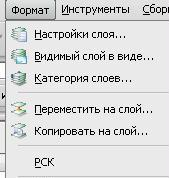 Формат Инструменты Сбор
Настройки слоя...
Видимый слой в виде...
Категория слоев...
Переместить на слой...
Копировать на слой...
РСК